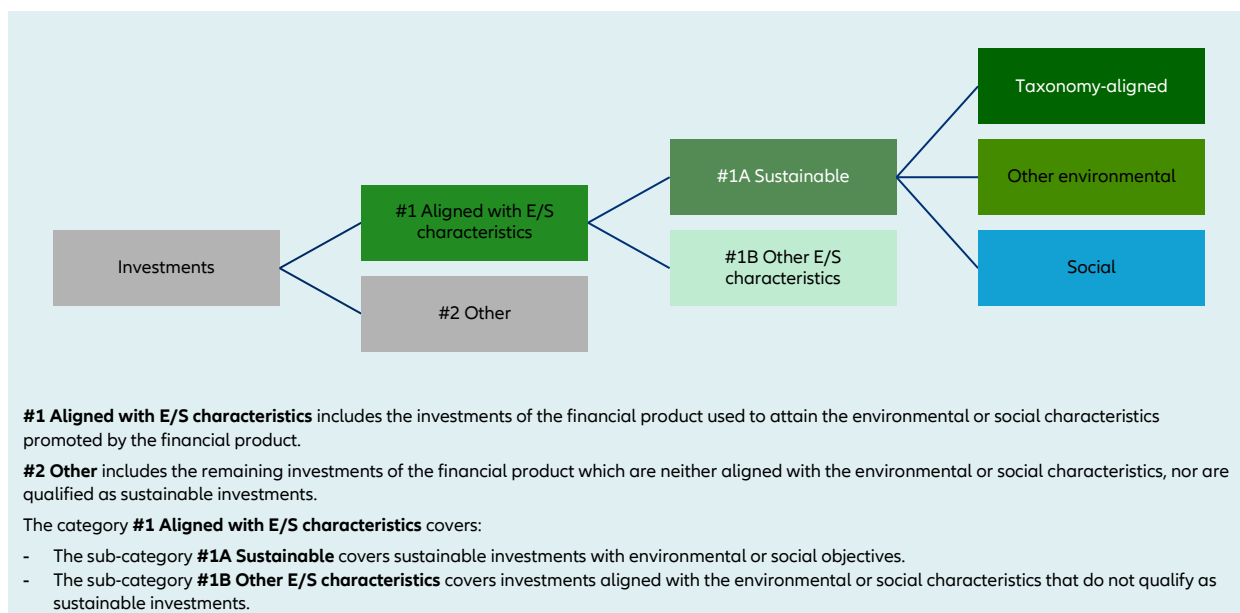 Taxonomy-aligned
#1A Sustainable
Other environmental
#1 Aligned with E/S
characteristics
Investments
#1B Other E/S
characteristics
Social
#2 Other
#1 Aligned with E/S characteristics includes the investments of the financial product used to attain the environmental or social characteristics
promoted by the financial product.
#2 Other includes the remaining investments of the financial product which are neither aligned with the environmental or social characteristics, nor are
qualified as sustainable investments.
The category #1 Aligned with E/S characteristics covers:
- The sub-category #1A Sustainable covers sustainable investments with environmental or social objectives.
- The sub-category #1B Other E/S characteristics covers investments aligned with the environmental or social characteristics that do not qualify as
sustainable investments.